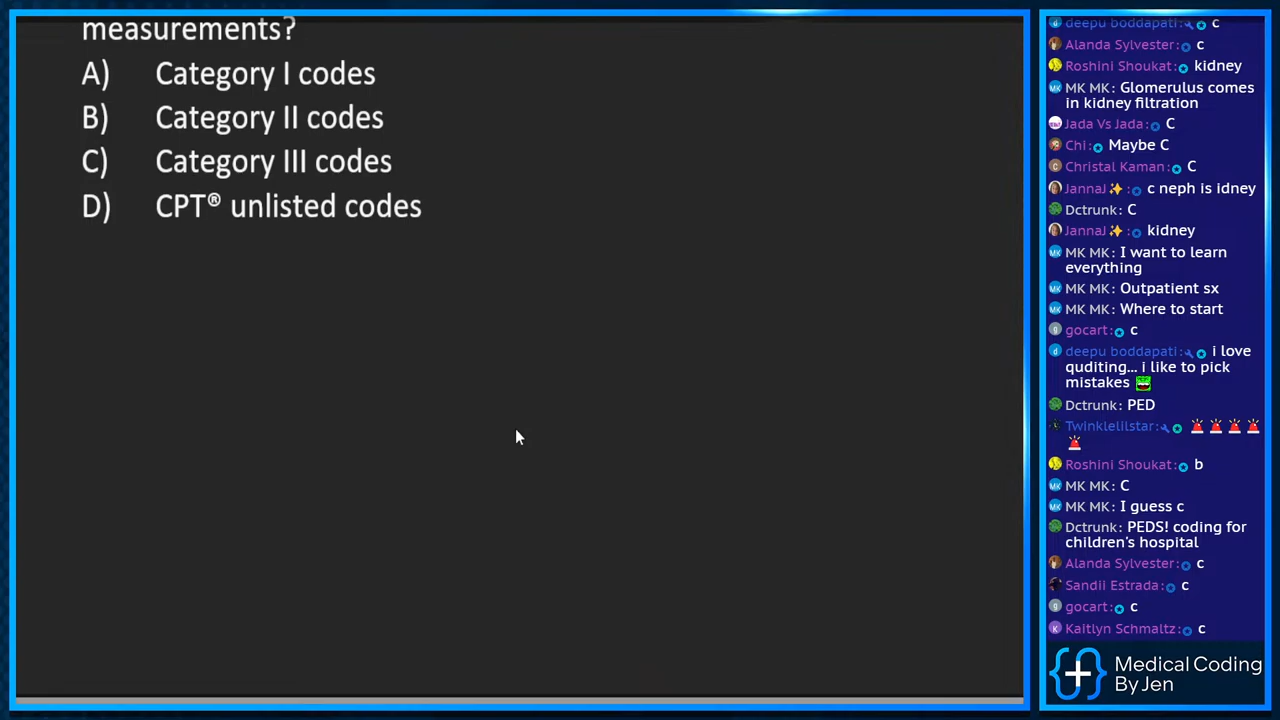 measurements?
A) Category I codes
B) Category II codes
C) Category III codes
D) CPT® unlisted codes
deepu boddapati: c
Alanda Sylvester: c
Roshini Shoukat: kidney
MK MK: Glomerulus comes
in kidney filtration
Jada Vs Jada: C
Chi: Maybe C
Christal Kaman: C
JannaJ✨: c neph is idney
Dctrunk: C
JannaJ✨: kidney
MK MK: I want to learn
everything
MK MK: Outpatient sx
MK MK: Where to start
gocart: c
deepu boddapati: i love
quditing... i like to pick
mistakes
Dctrunk: PED
Twinklelilstar: 🚨🚨🚨🚨
🚨
Roshini Shoukat: b
MK MK: C
MK MK: I guess c
Dctrunk: PEDS! coding for
children's hospital
Alanda Sylvester: c
Sandii Estrada: c
gocart: c
Kaitlyn Schmaltz: c
Medical Coding
By Jen